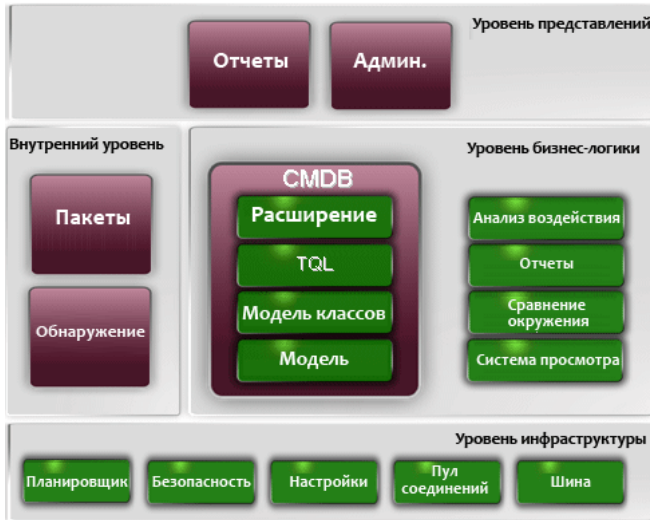 Уровень представлений
Отчеты
Админ.
Внутренний уровень
Пакеты
Обнаружение
Уровень бизнес-логики
CMDB
Расширение
TQL
Модель классов
Модель
Анализ воздействия
Отчеты
Сравнение
окружения
Система просмотра
Уровень инфраструктуры
Планировщик
Безопасность
Настройки
Пул
соединений
Шина